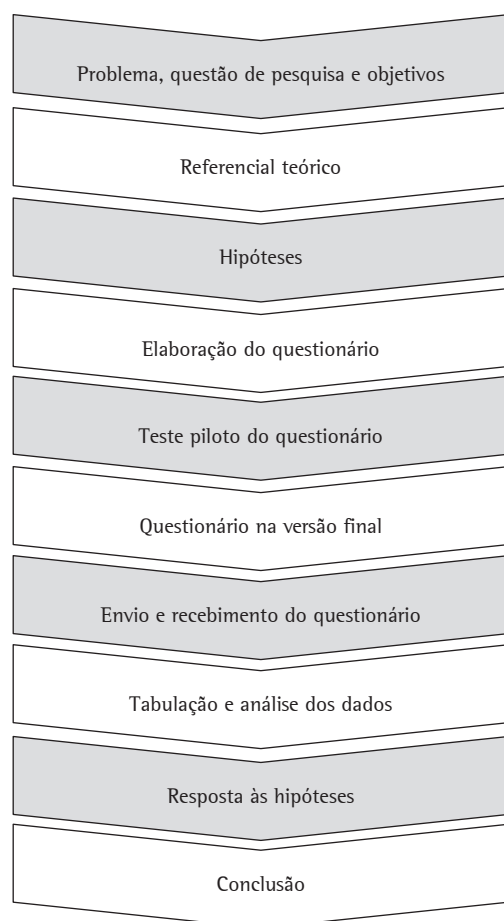 Problema, questão de pesquisa e objetivos
Referencial teórico
Hipóteses
Elaboração do questionário
Teste piloto do questionário
Questionário na versão final
Envio e recebimento do questionário
Tabulação e análise dos dados
Resposta às hipóteses
Conclusão